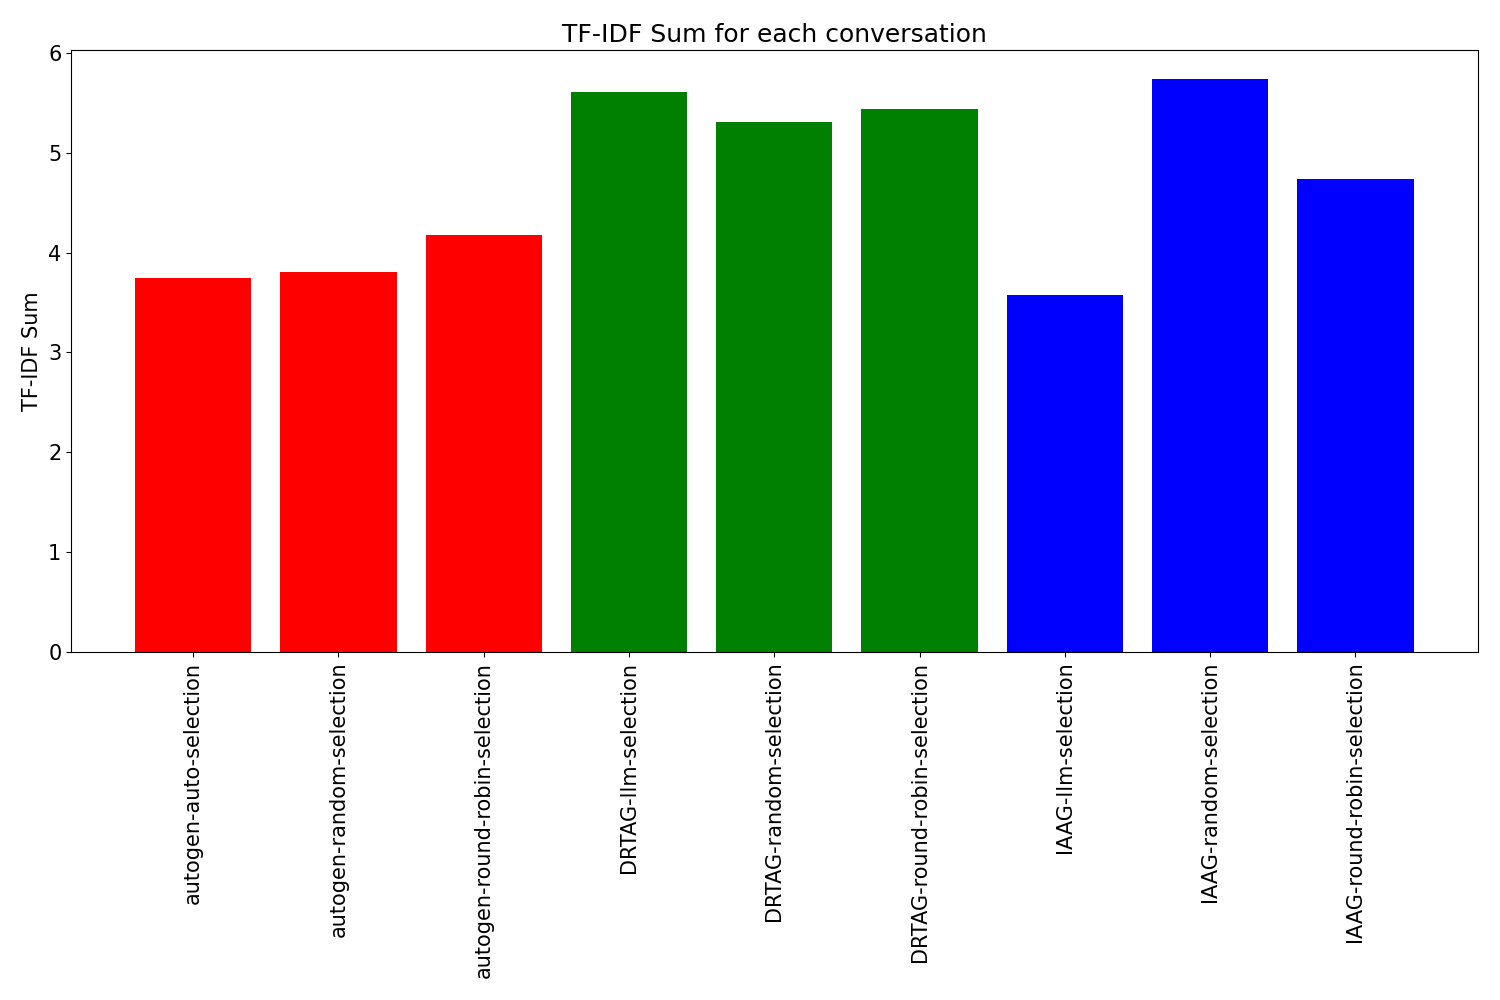 TF-IDF Sum for each conversation
TF-IDF Sum
6
5
4
3
2
1
0
autogen-auto-selection
autogen-random-selection
autogen-round-robin-selection
DRTAG-llm-selection
DRTAG-random-selection
DRTAG-round-robin-selection
IAAG-llm-selection
IAAG-random-selection
IAAG-round-robin-selection